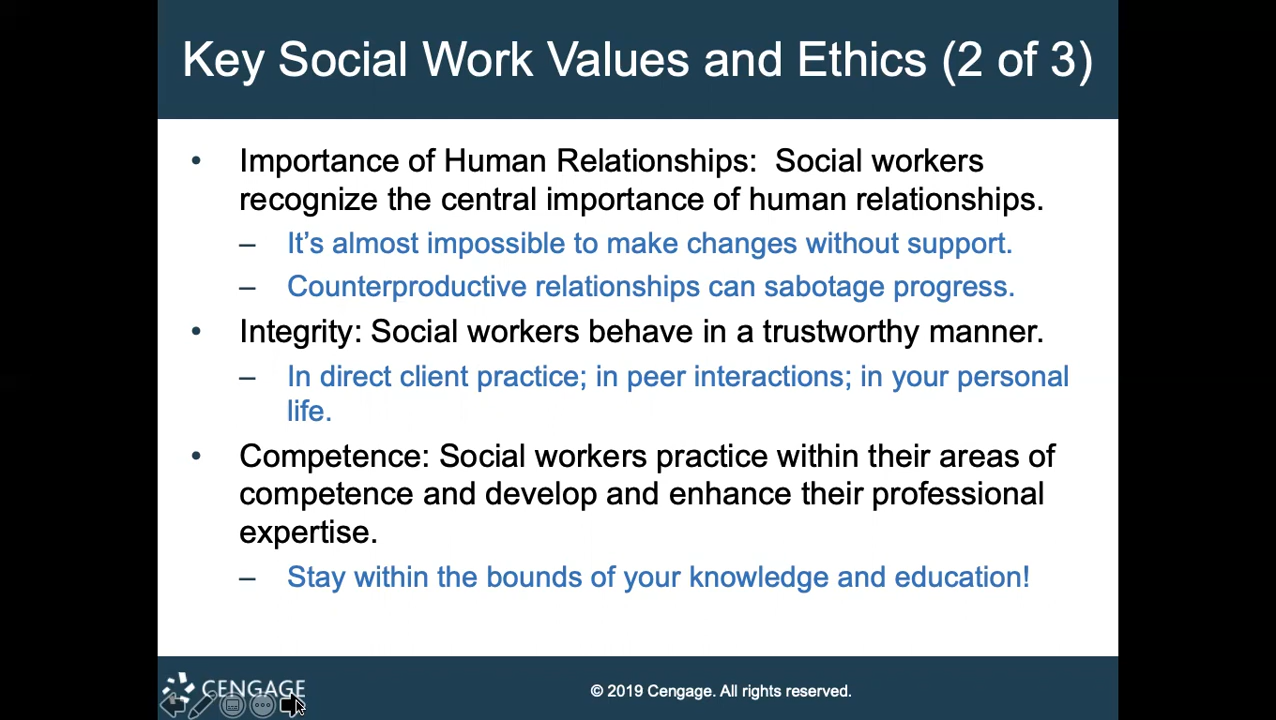 Key Social Work Values and Ethics (2 of 3)
• Importance of Human Relationships:  Social workers
recognize the central importance of human relationships.
– It’s almost impossible to make changes without support.
– Counterproductive relationships can sabotage progress.
• Integrity: Social workers behave in a trustworthy manner.
– In direct client practice; in peer interactions; in your personal
life.
• Competence: Social workers practice within their areas of
competence and develop and enhance their professional
expertise.
– Stay within the bounds of your knowledge and education!
CENGAGE
© 2019 Cengage. All rights reserved.